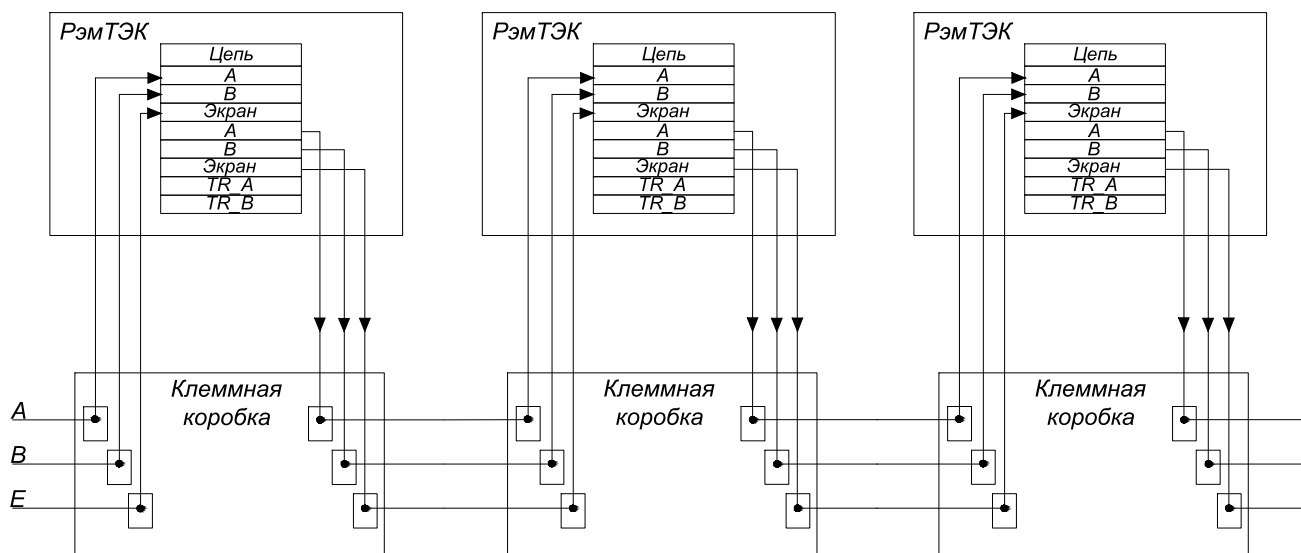 РэмТЭК
Цепь
A
B
Экран
A
B
Экран
TR_A
TR_B
РэмТЭК
Цепь
A
B
Экран
A
B
Экран
TR_A
TR_B
РэмТЭК
Цепь
A
B
Экран
A
B
Экран
TR_A
TR_B
A
B
E
Клеммная
коробка
Клеммная
коробка
Клеммная
коробка